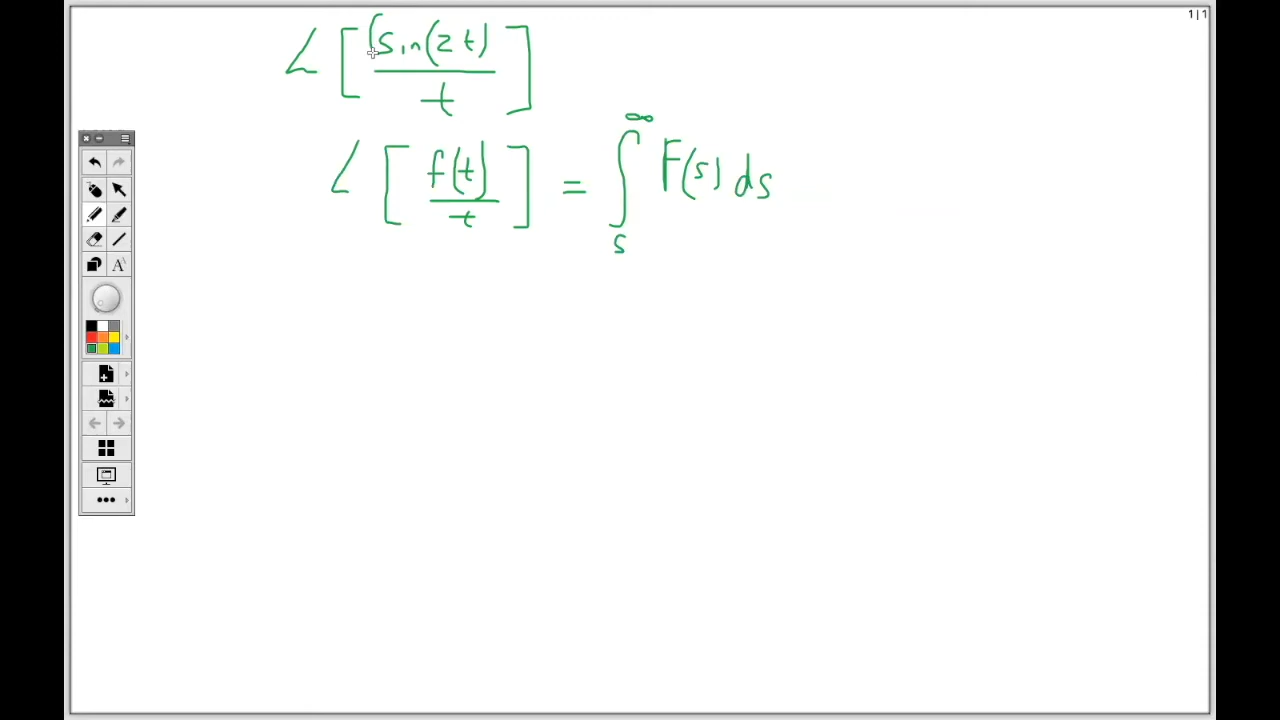 1|1
L [ (sin(2t) / t ]
L [ f(t) / t ] = ∫_s^∞ F(s) ds
A